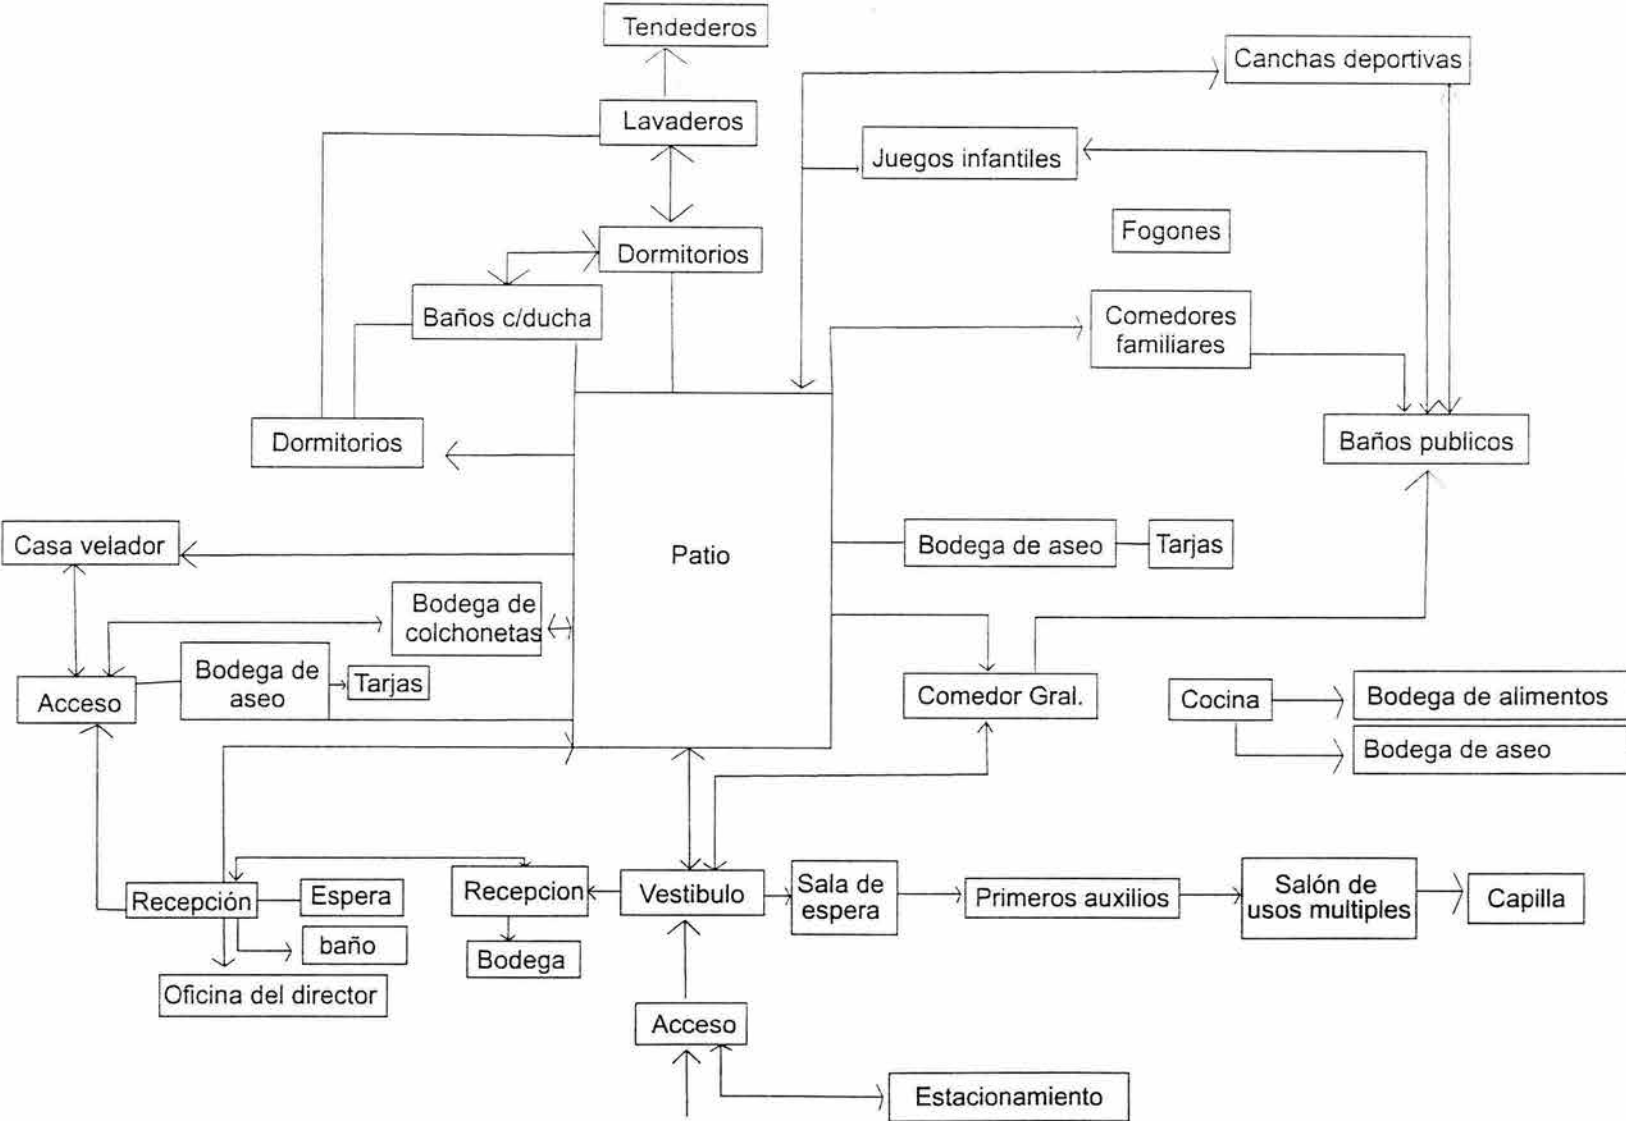 Tendederos
Canchas deportivas
Lavaderos
Juegos infantiles
Fogones
Dormitorios
Baños c/ducha
Comedores
familiares
Dormitorios
Baños publicos
Casa velador
Patio
Bodega de aseo
Tarjas
Bodega de
colchonetas
Bodega de
aseo
Tarjas
Acceso
Comedor Gral.
Cocina
Bodega de alimentos
Bodega de aseo
Recepción
Espera
baño
Oficina del director
Recepcion
Bodega
Vestibulo
Sala de
espera
Primeros auxilios
Salón de
usos multiples
Capilla
Acceso
Estacionamiento